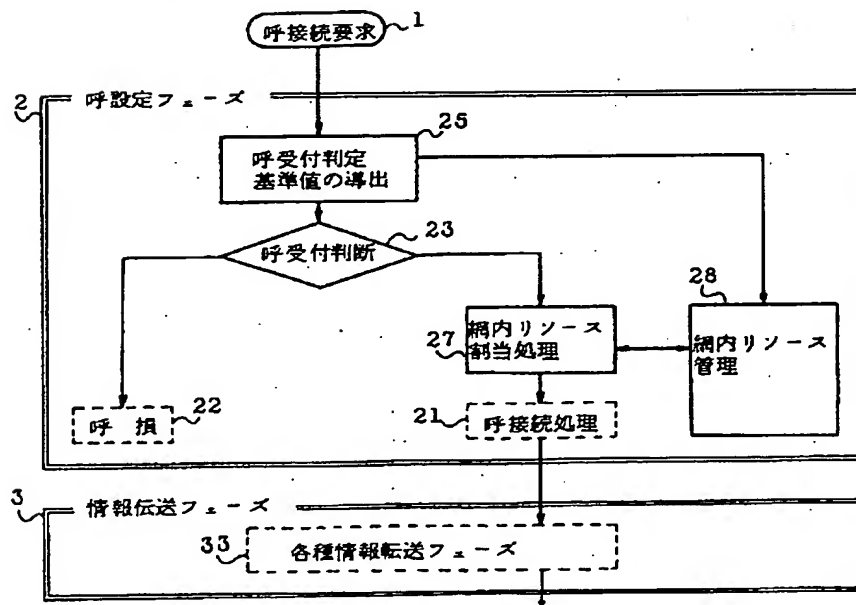 呼接続要求
1
2
呼設定フェーズ
25
呼受付判定
基準値の導出
23
呼受付判断
28
網内リソース
管理
網内リソース
割当処理
27
22
呼 損
21
呼接続処理
3
情報伝送フェーズ
33
各種情報転送フェーズ